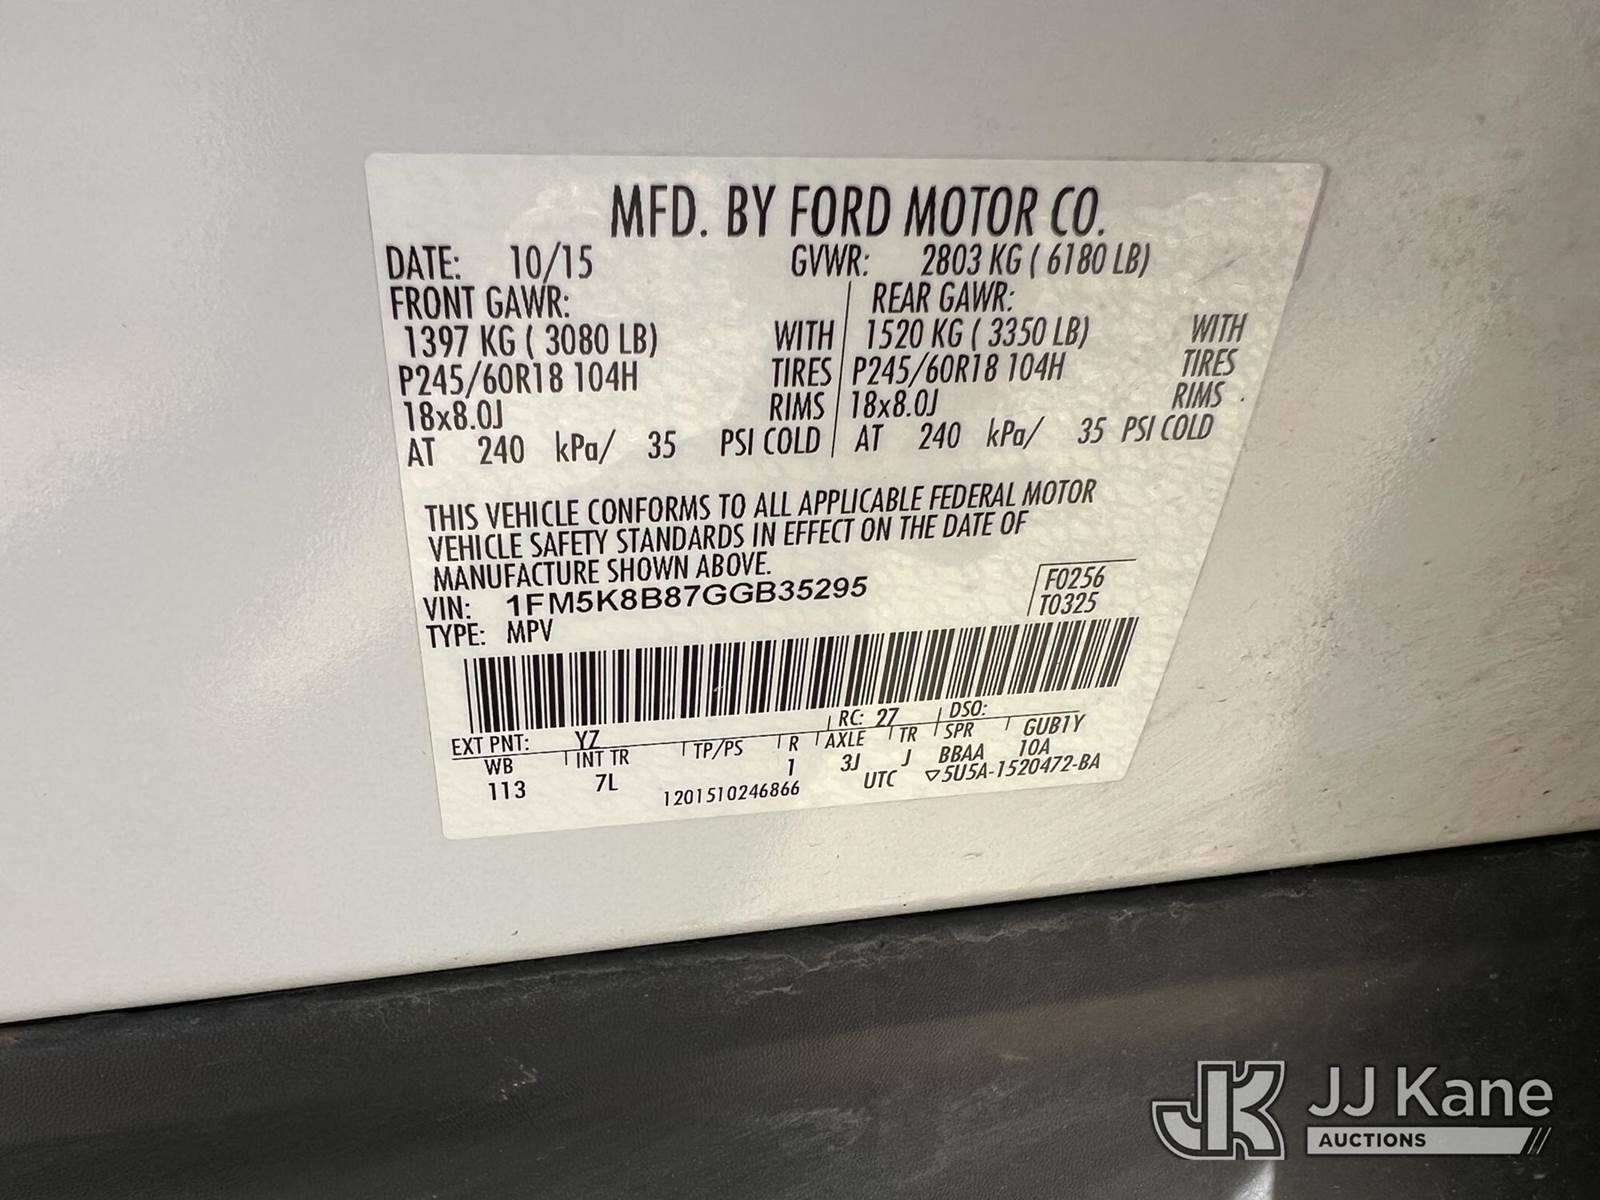 MFD. BY FORD MOTOR CO.
DATE: 10/15 GVWR: 2803 KG ( 6180 LB)
FRONT GAWR: REAR GAWR:
1397 KG ( 3080 LB) WITH 1520 KG ( 3350 LB) WITH
P245/60R18 104H TIRES P245/60R18 104H TIRES
18x8.0J RIMS 18x8.0J RIMS
AT 240 kPa/ 35 PSI COLD AT 240 kPa/ 35 PSI COLD
THIS VEHICLE CONFORMS TO ALL APPLICABLE FEDERAL MOTOR
VEHICLE SAFETY STANDARDS IN EFFECT ON THE DATE OF
MANUFACTURE SHOWN ABOVE.
VIN: 1FM5K8B87GGB35295 F0256
TYPE: MPV T0325
EXT PNT: YZ RC: 27 DSO:
WB INT TR TP/PS R AXLE TR SPR GUB1Y
113 7L 1 3J J BBAA 10A
1201510246866 UTC ▽5U5A-1520472-BA
JK JJ Kane
AUCTIONS